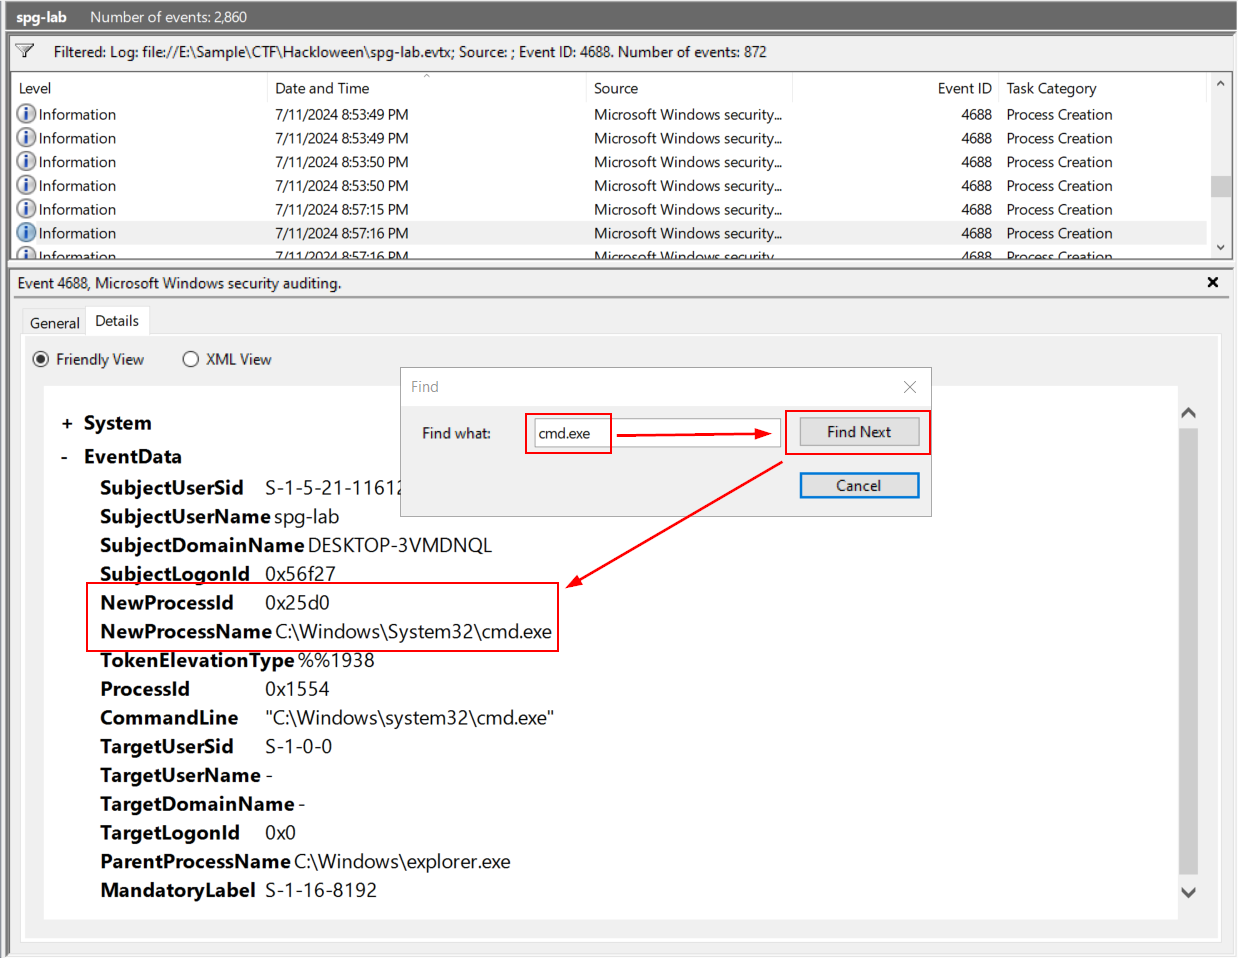 spg-lab Number of events: 2,860
Filtered: Log: file://E:\Sample\CTF\Hackloween\spg-lab.evtx; Source: ; Event ID: 4688. Number of events: 872
Level Date and Time Source Event ID Task Category
Information 7/11/2024 8:53:49 PM Microsoft Windows security... 4688 Process Creation
Information 7/11/2024 8:53:49 PM Microsoft Windows security... 4688 Process Creation
Information 7/11/2024 8:53:50 PM Microsoft Windows security... 4688 Process Creation
Information 7/11/2024 8:53:50 PM Microsoft Windows security... 4688 Process Creation
Information 7/11/2024 8:57:15 PM Microsoft Windows security... 4688 Process Creation
Information 7/11/2024 8:57:16 PM Microsoft Windows security... 4688 Process Creation
Information 7/11/2024 8:57:16 PM Microsoft Windows security... 4688 Process Creation
Event 4688, Microsoft Windows security auditing.
General Details
Friendly View XML View
Find
Find what: cmd.exe Find Next
Cancel
+ System
- EventData
SubjectUserSid S-1-5-21-11612
SubjectUserName spg-lab
SubjectDomainName DESKTOP-3VMDNQL
SubjectLogonId 0x56f27
NewProcessId 0x25d0
NewProcessName C:\Windows\System32\cmd.exe
TokenElevationType %%1938
ProcessId 0x1554
CommandLine "C:\Windows\system32\cmd.exe"
TargetUserSid S-1-0-0
TargetUserName -
TargetDomainName -
TargetLogonId 0x0
ParentProcessName C:\Windows\explorer.exe
MandatoryLabel S-1-16-8192